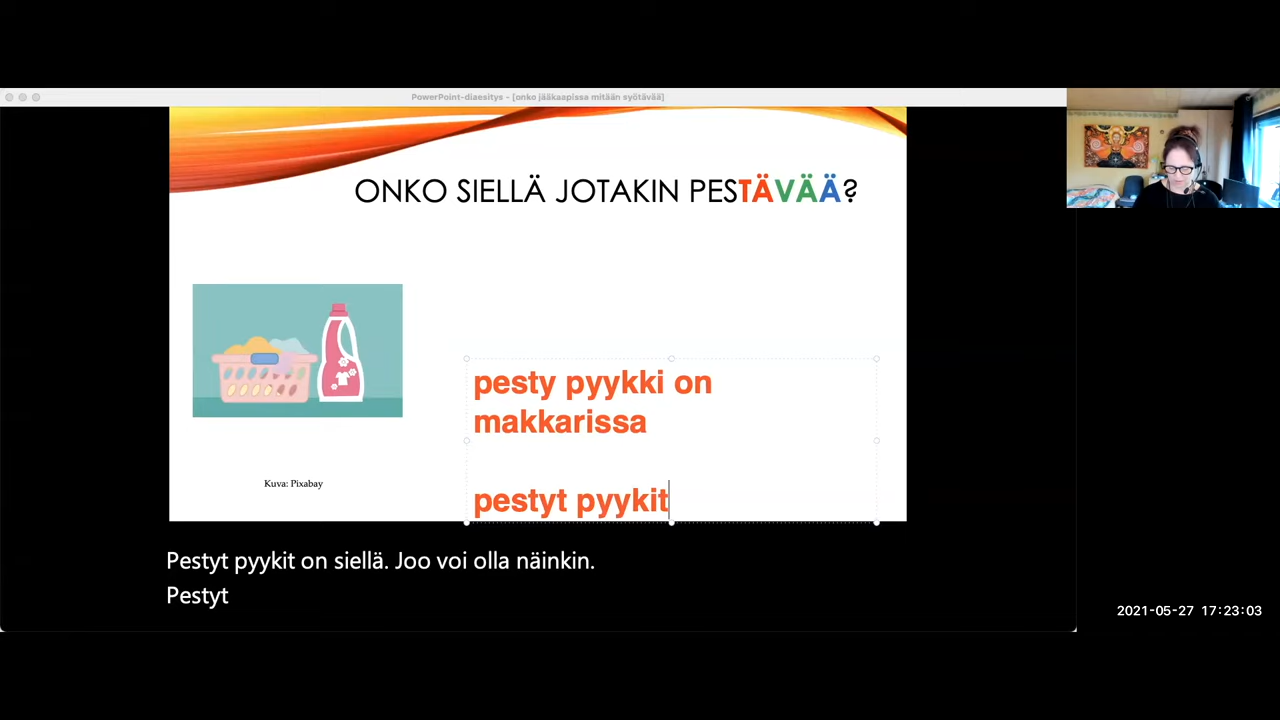 PowerPoint-diaesitys - [onko jääkaapissa mitään syötävää]
ONKO SIELLÄ JOTAKIN PESTÄVÄÄ?
pesty pyykki on
makkarissa
pestyt pyykit
Kuva: Pixabay
Pestyt pyykit on siellä. Joo voi olla näinkin.
Pestyt
2021-05-27 17:23:03